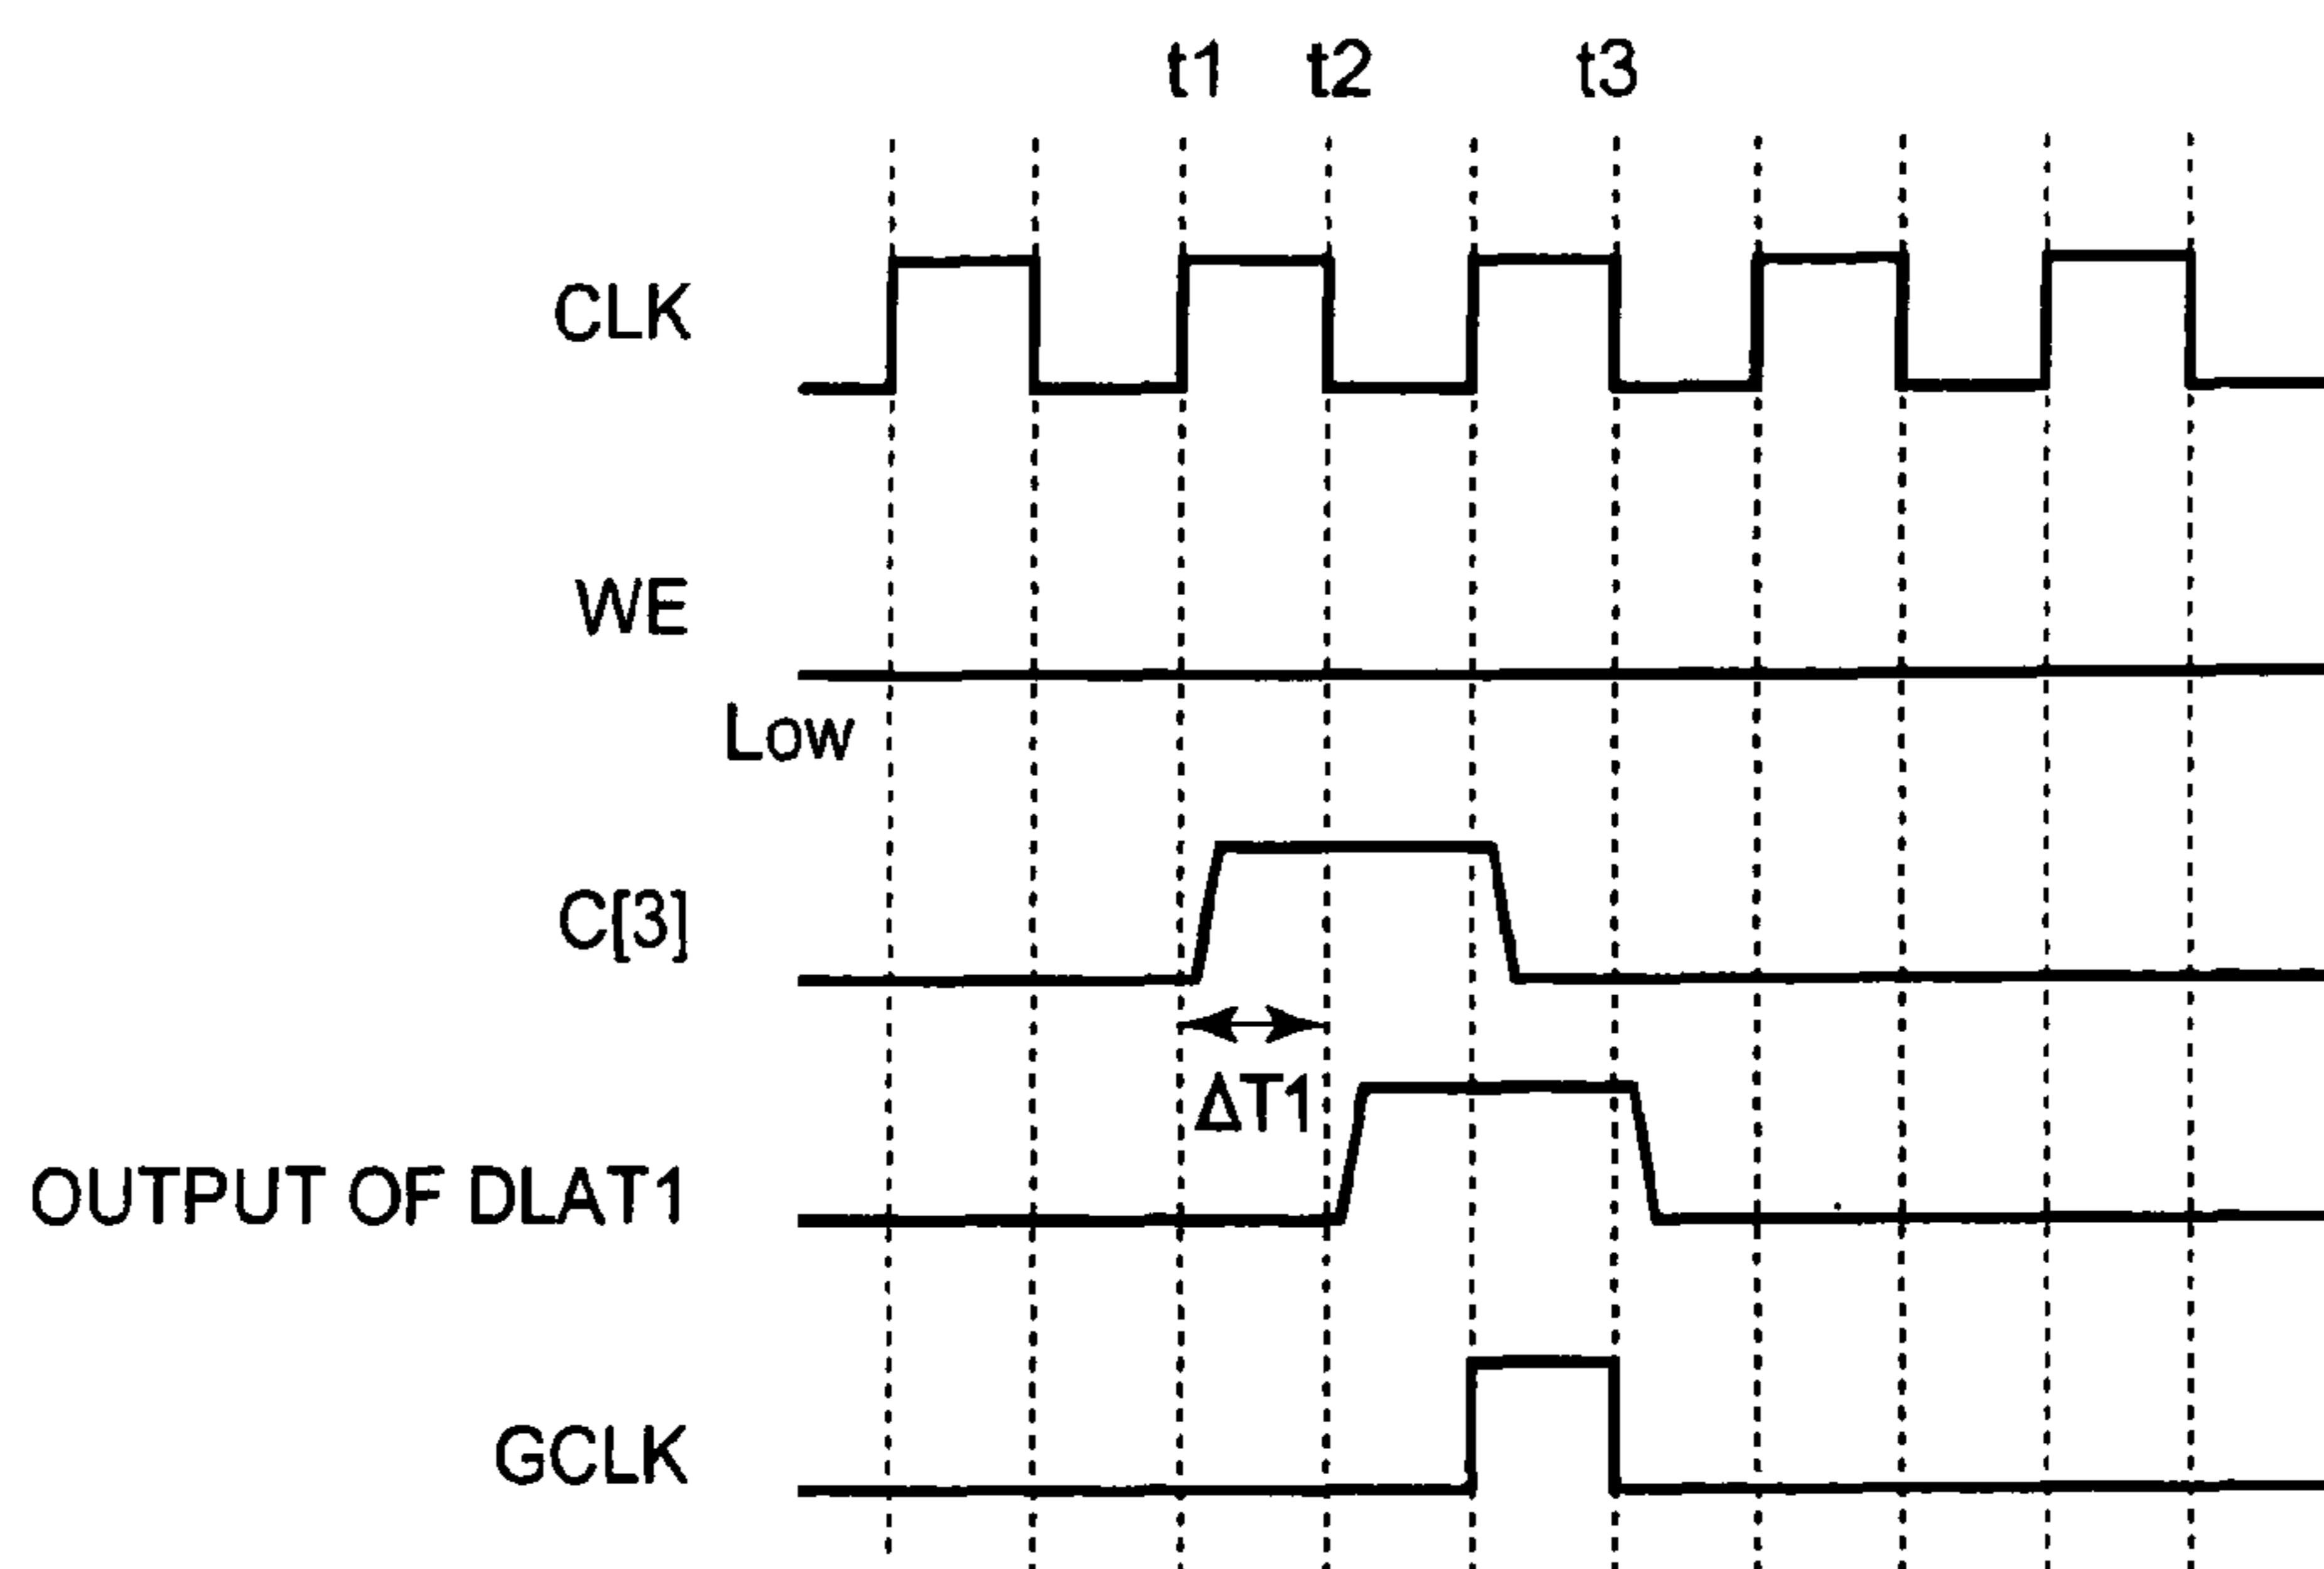 t1 t2 t3
CLK
WE
Low
C[3]
ΔT1
OUTPUT OF DLAT1
GCLK